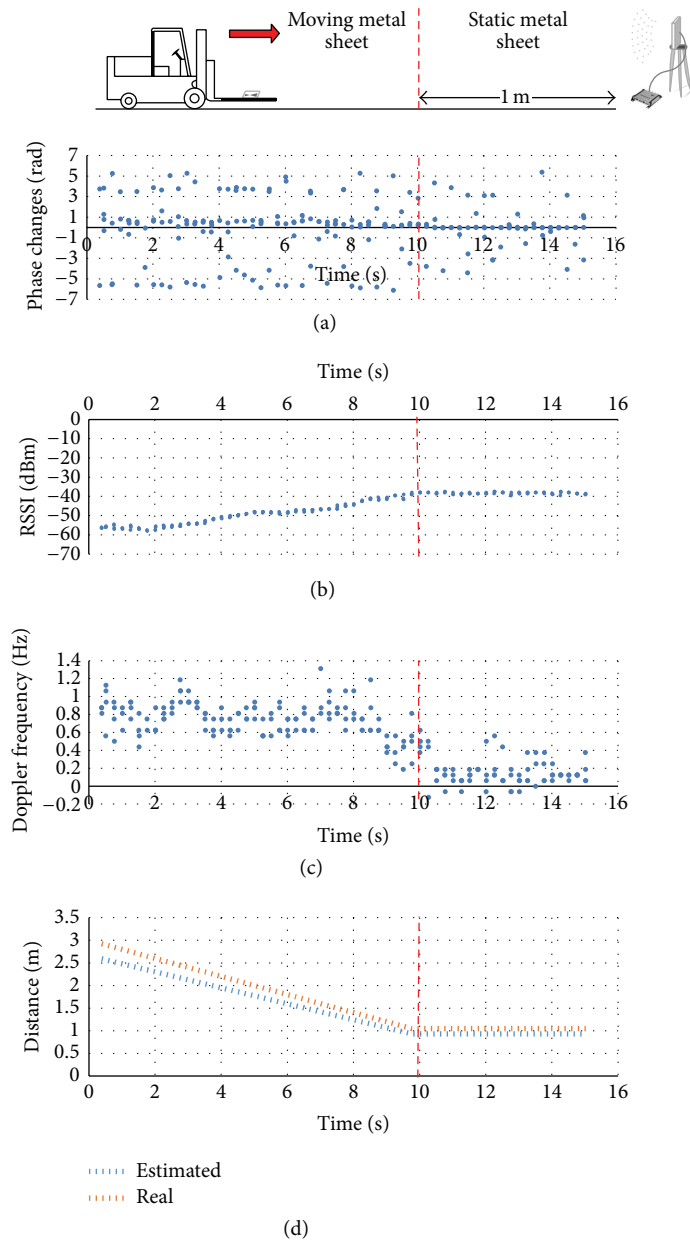 Moving metal
sheet
Static metal
sheet
1 m
Phase changes (rad)
7
5
3
1
−1
−3
−5
−7
0 2 4 6 8 10 12 14 16
Time (s)
(a)
Time (s)
0 2 4 6 8 10 12 14 16
RSSI (dBm)
0
−10
−20
−30
−40
−50
−60
−70
(b)
Doppler frequency (Hz)
1.4
1.2
1
0.8
0.6
0.4
0.2
0
−0.2
0 2 4 6 8 10 12 14 16
Time (s)
(c)
Distance (m)
3.5
3
2.5
2
1.5
1
0.5
0
0 2 4 6 8 10 12 14 16
Time (s)
Estimated
Real
(d)